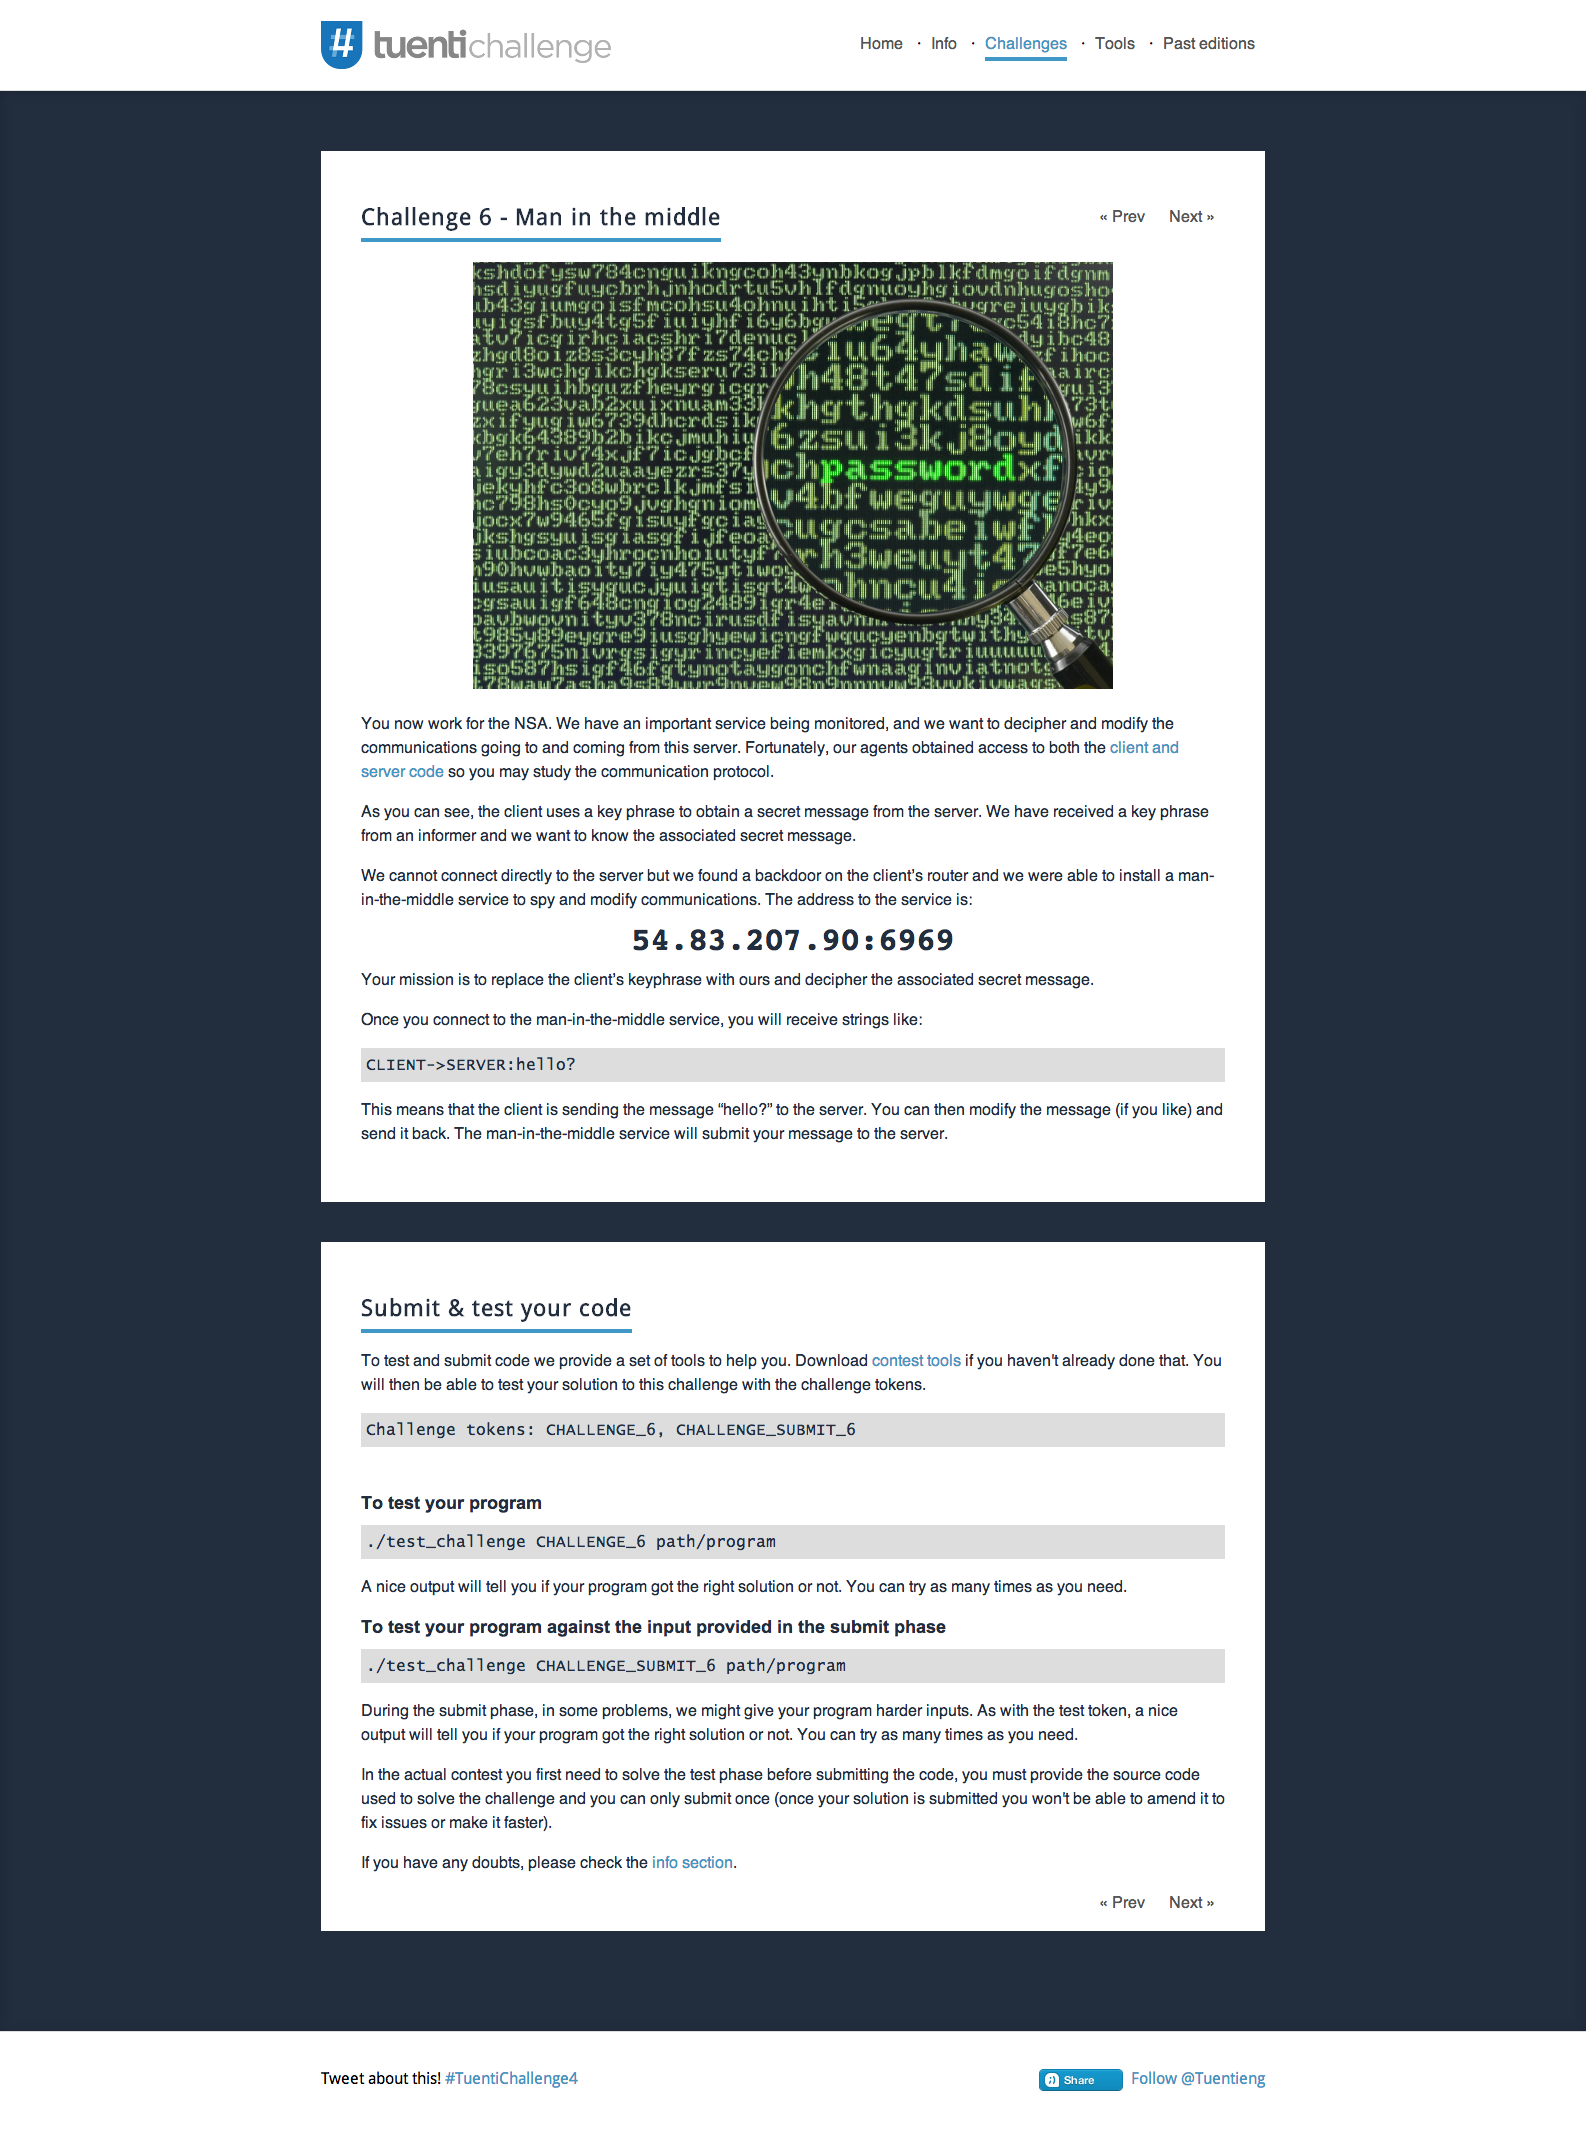 # tuentichallenge
Home · Info · Challenges · Tools · Past editions
Challenge 6 - Man in the middle
« Prev Next »
password
You now work for the NSA. We have an important service being monitored, and we want to decipher and modify the
communications going to and coming from this server. Fortunately, our agents obtained access to both the client and
server code so you may study the communication protocol.
As you can see, the client uses a key phrase to obtain a secret message from the server. We have received a key phrase
from an informer and we want to know the associated secret message.
We cannot connect directly to the server but we found a backdoor on the client’s router and we were able to install a man-
in-the-middle service to spy and modify communications. The address to the service is:
54.83.207.90:6969
Your mission is to replace the client’s keyphrase with ours and decipher the associated secret message.
Once you connect to the man-in-the-middle service, you will receive strings like:
CLIENT->SERVER:hello?
This means that the client is sending the message “hello?” to the server. You can then modify the message (if you like) and
send it back. The man-in-the-middle service will submit your message to the server.
Submit & test your code
To test and submit code we provide a set of tools to help you. Download contest tools if you haven't already done that. You
will then be able to test your solution to this challenge with the challenge tokens.
Challenge tokens: CHALLENGE_6, CHALLENGE_SUBMIT_6
To test your program
./test_challenge CHALLENGE_6 path/program
A nice output will tell you if your program got the right solution or not. You can try as many times as you need.
To test your program against the input provided in the submit phase
./test_challenge CHALLENGE_SUBMIT_6 path/program
During the submit phase, in some problems, we might give your program harder inputs. As with the test token, a nice
output will tell you if your program got the right solution or not. You can try as many times as you need.
In the actual contest you first need to solve the test phase before submitting the code, you must provide the source code
used to solve the challenge and you can only submit once (once your solution is submitted you won't be able to amend it to
fix issues or make it faster).
If you have any doubts, please check the info section.
« Prev Next »
Tweet about this! #TuentiChallenge4
Share Follow @Tuentieng